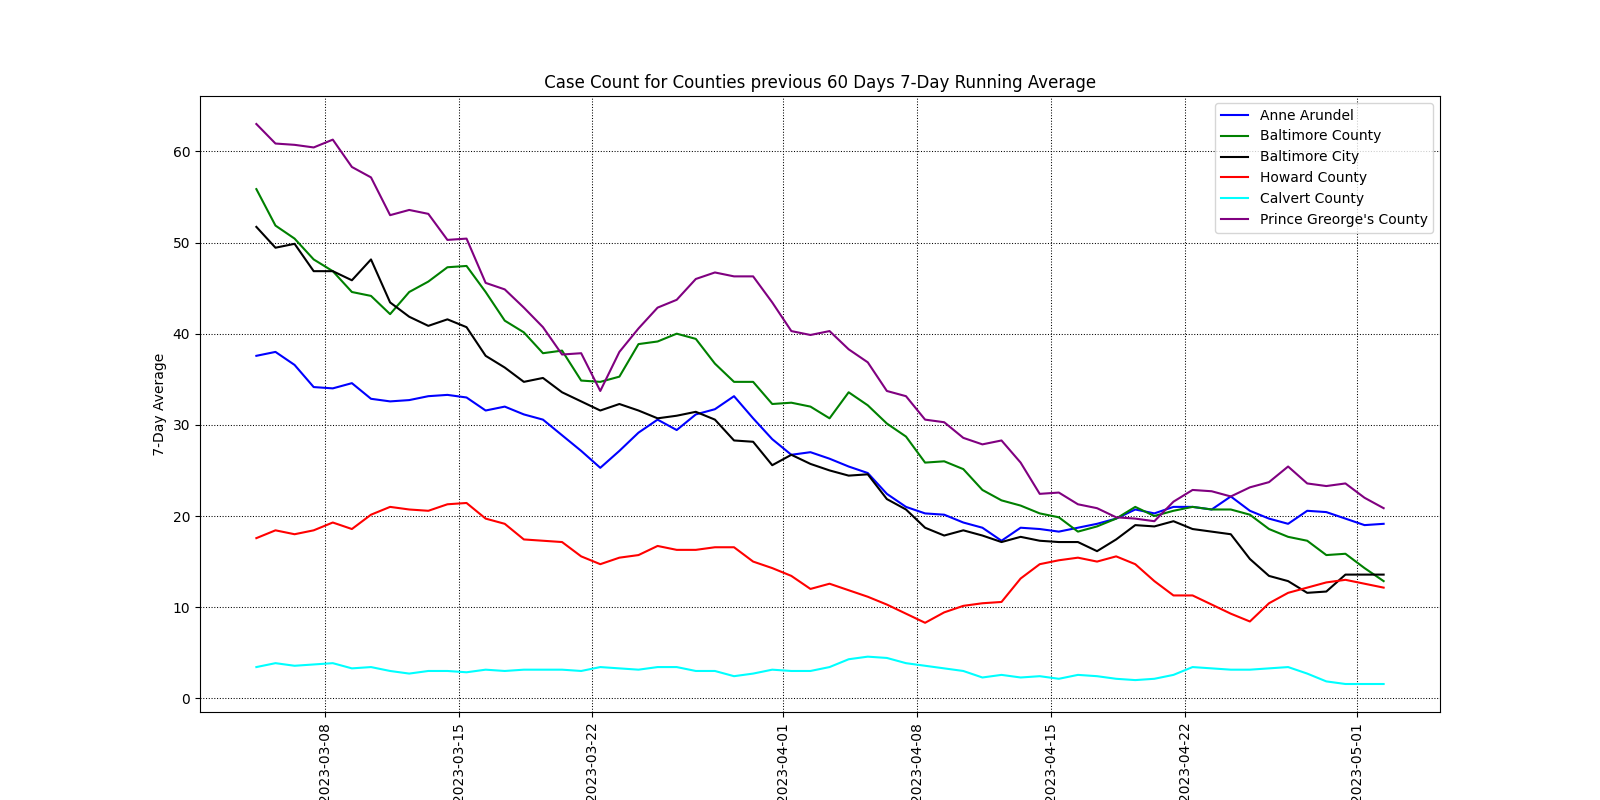 Case Count for Counties previous 60 Days 7-Day Running Average
Anne Arundel
Baltimore County
Baltimore City
Howard County
Calvert County
Prince Greorge's County
7-Day Average
60
50
40
30
20
10
0
2023-03-08
2023-03-15
2023-03-22
2023-04-01
2023-04-08
2023-04-15
2023-04-22
2023-05-01